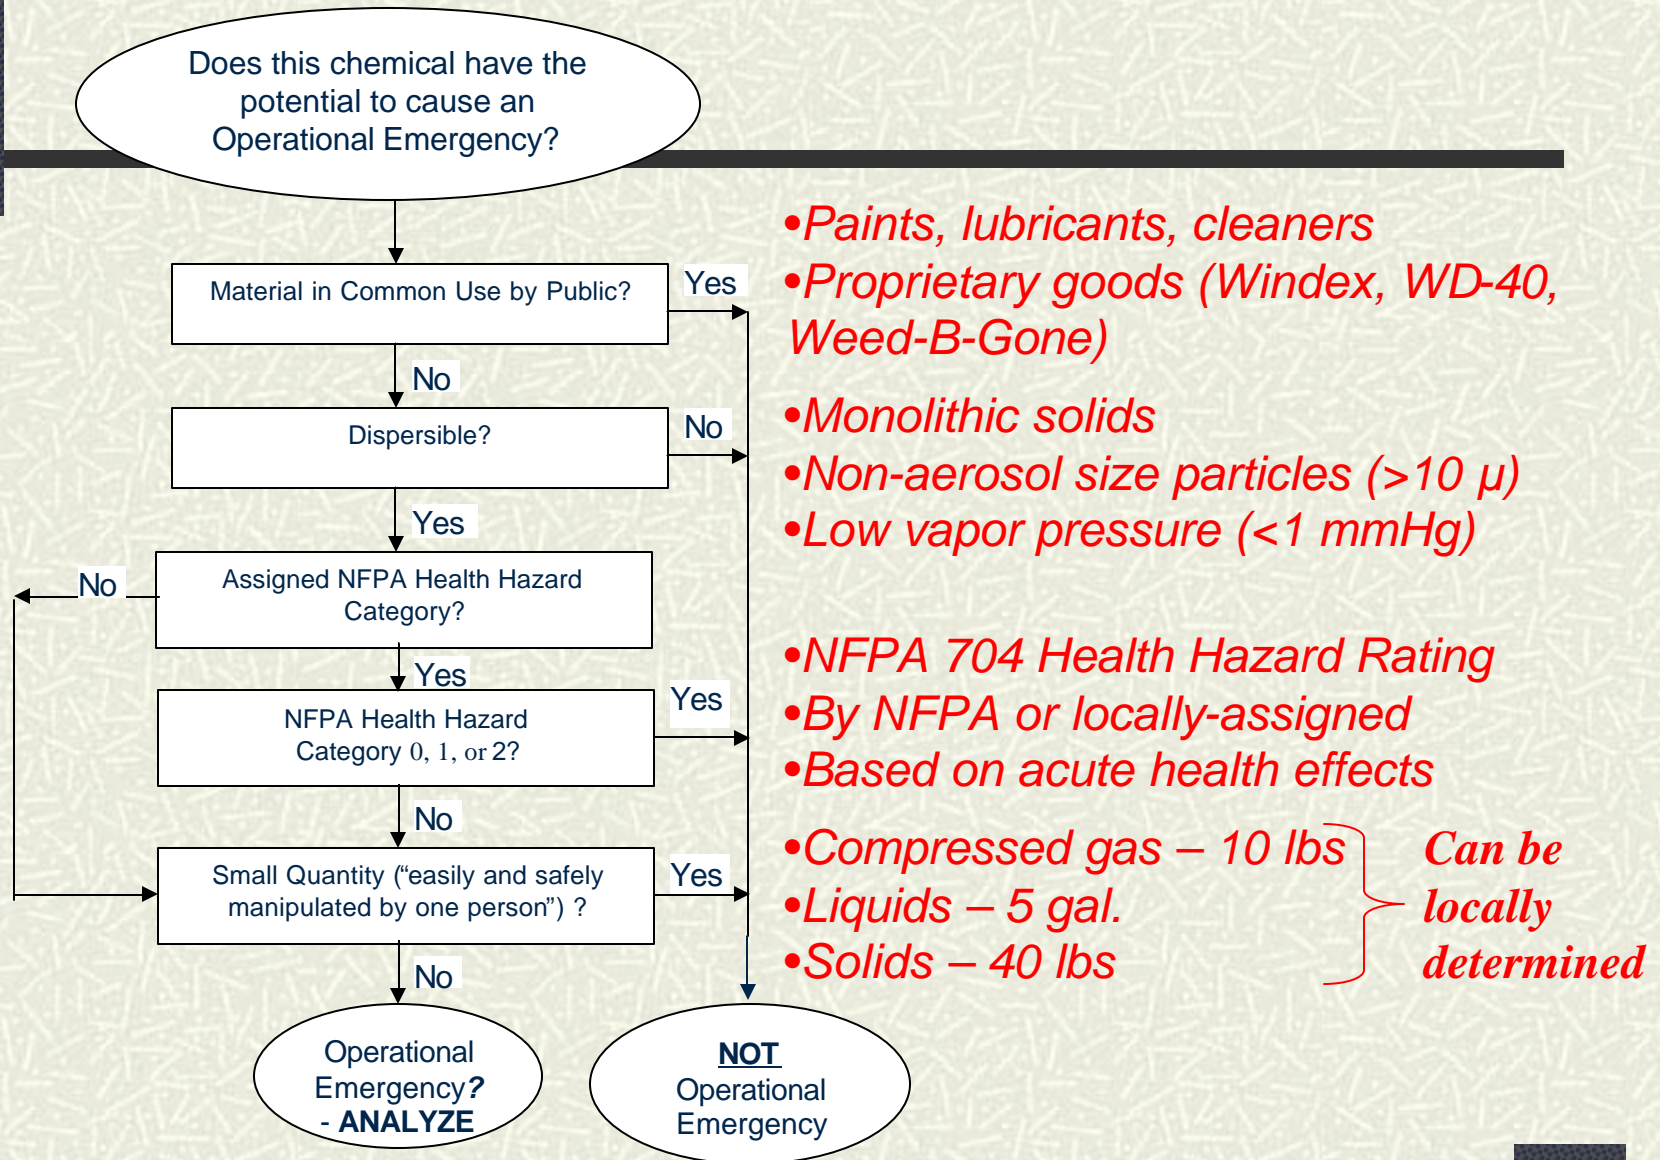 Does this chemical have the
potential to cause an
Operational Emergency?
Material in Common Use by Public?
Yes
No
Dispersible?
No
Yes
Assigned NFPA Health Hazard
Category?
No
Yes
NFPA Health Hazard
Category 0, 1, or 2?
Yes
No
Small Quantity (“easily and safely
manipulated by one person”) ?
Yes
No
Operational
Emergency?
- ANALYZE
NOT
Operational
Emergency
•Paints, lubricants, cleaners
•Proprietary goods (Windex, WD-40,
Weed-B-Gone)
•Monolithic solids
•Non-aerosol size particles (>10 μ)
•Low vapor pressure (<1 mmHg)
•NFPA 704 Health Hazard Rating
•By NFPA or locally-assigned
•Based on acute health effects
•Compressed gas – 10 lbs
•Liquids – 5 gal.
•Solids – 40 lbs
Can be
locally
determined